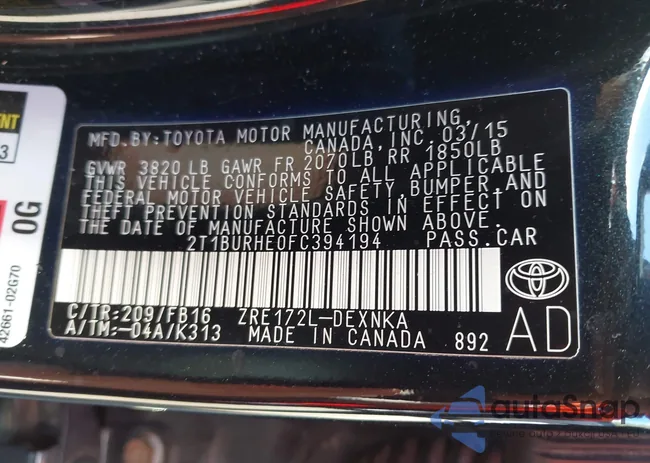 MFD.BY:TOYOTA MOTOR MANUFACTURING,
CANADA, INC. 03/15
GVWR 3820 LB GAWR FR 2070LB RR 1850LB
THIS VEHICLE CONFORMS TO ALL APPLICABLE
FEDERAL MOTOR VEHICLE SAFETY,BUMPER,AND
THEFT PREVENTION STANDARDS IN EFFECT ON
THE DATE OF MANUFACTURE SHOWN ABOVE.
2T1BURHE0FC394194 PASS.CAR
C/TR:209/FB16 ZRE172L-DEXNKA
A/TM:-04A/K313 MADE IN CANADA 892
AD
0G
42661-02G70
autoSnap